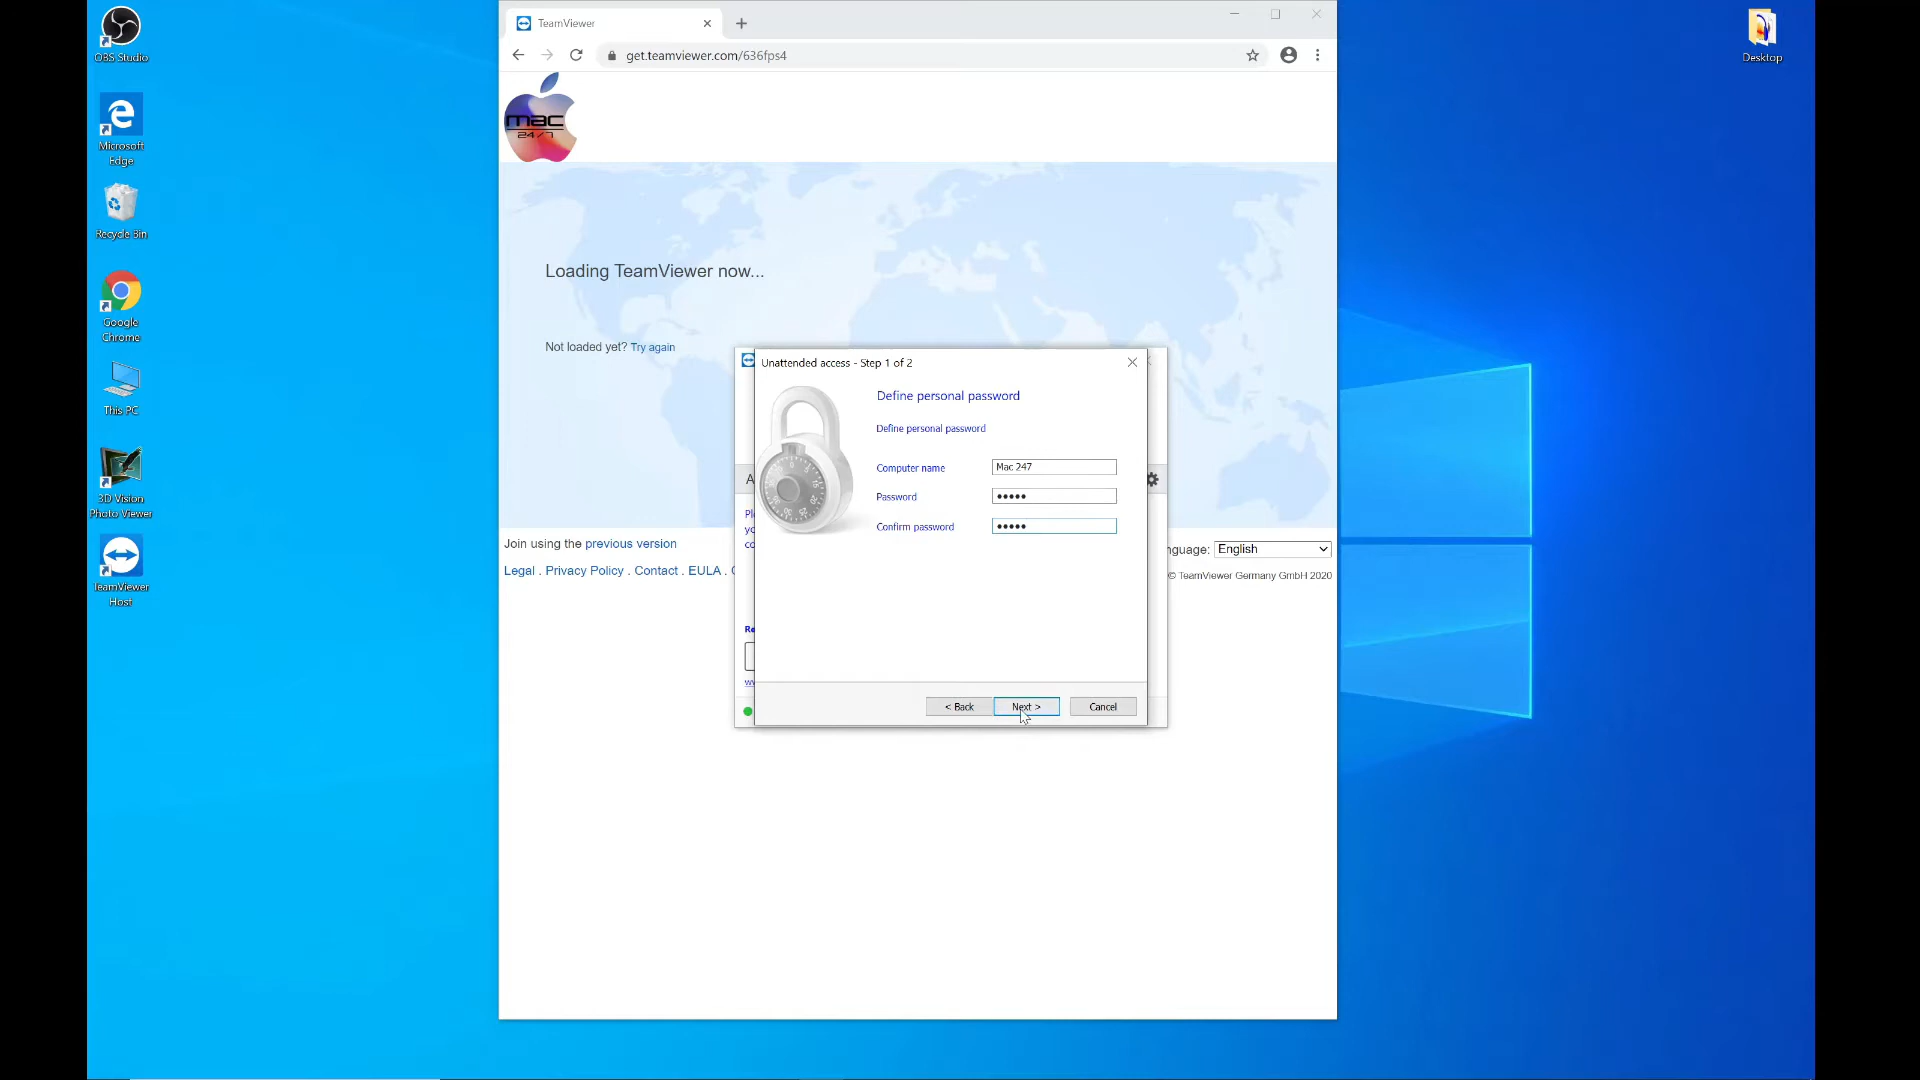 OBS Studio
Microsoft
Edge
Recycle Bin
Google
Chrome
This PC
3D Vision
Photo Viewer
TeamViewer
Host
Desktop
TeamViewer
get.teamviewer.com/636fps4
mac
24/7
Loading TeamViewer now...
Not loaded yet? Try again
Join using the previous version
Legal . Privacy Policy . Contact . EULA .
nguage: English
© TeamViewer Germany GmbH 2020
Unattended access - Step 1 of 2
Define personal password
Define personal password
Computer name
Mac 247
Password
•••••
Confirm password
•••••
< Back
Next >
Cancel